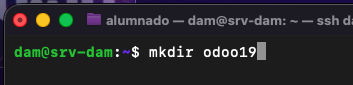 alumnado — dam@srv-dam: ~ — ssh da
dam@srv-dam:~$ mkdir odoo19